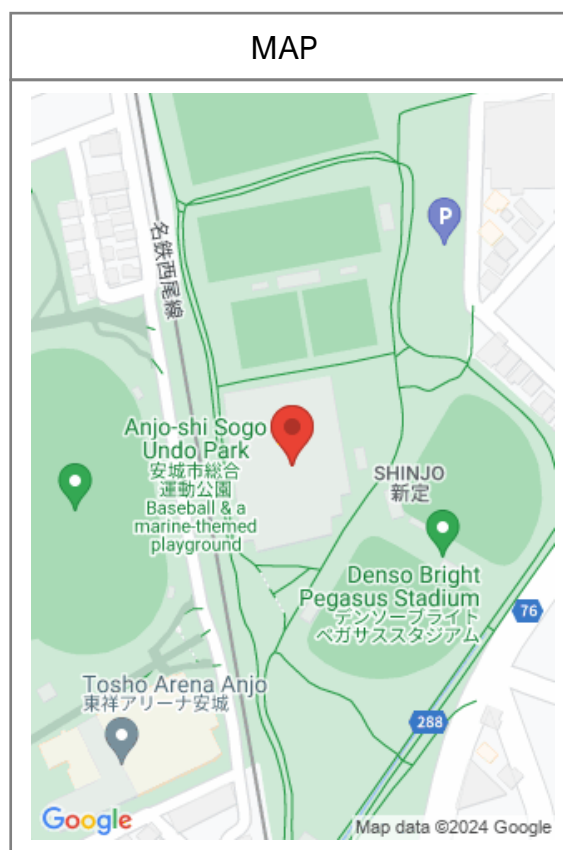 MAP
名鉄西尾線
P
Anjo-shi Sogo
Undo Park
安城市総合
運動公園
Baseball & a
marine-themed
playground
SHINJO
新定
Denso Bright
Pegasus Stadium
デンソーブライト
ペガサススタジアム
76
Tosho Arena Anjo
東祥アリーナ安城
288
Google
Map data ©2024 Google